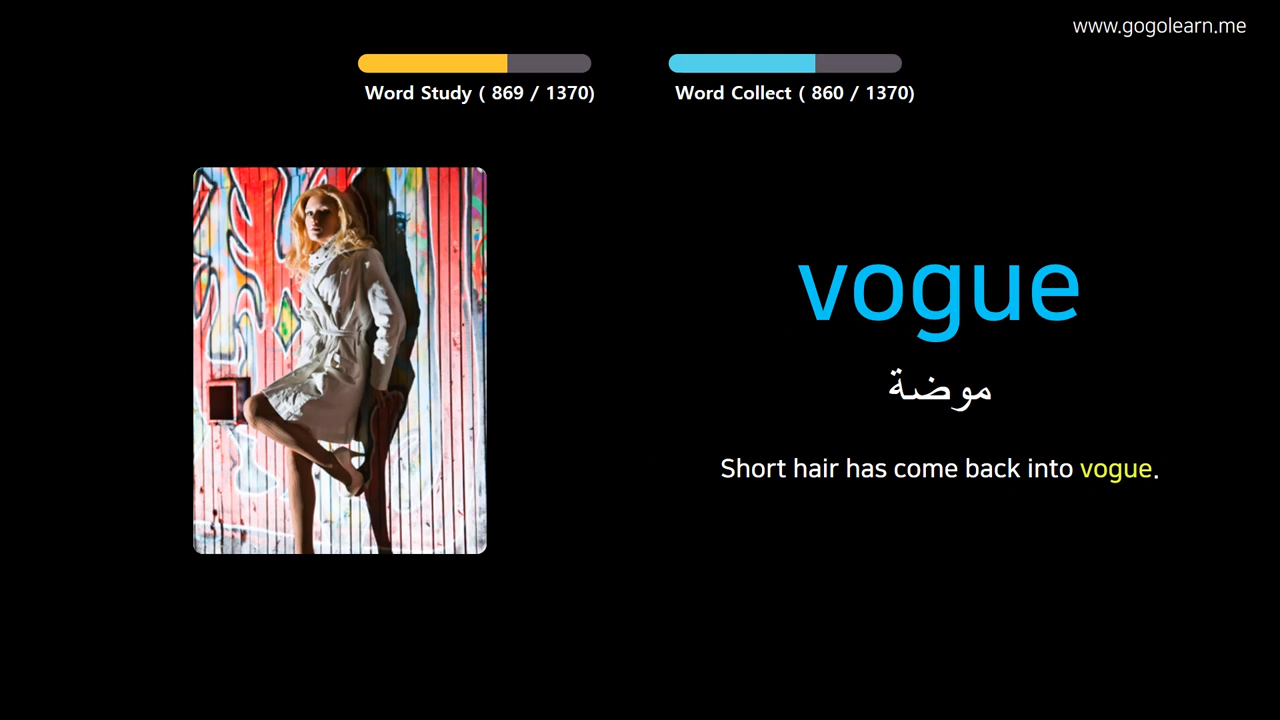 www.gogolearn.me
Word Study ( 869 / 1370)
Word Collect ( 860 / 1370)
vogue
موضة
Short hair has come back into vogue.